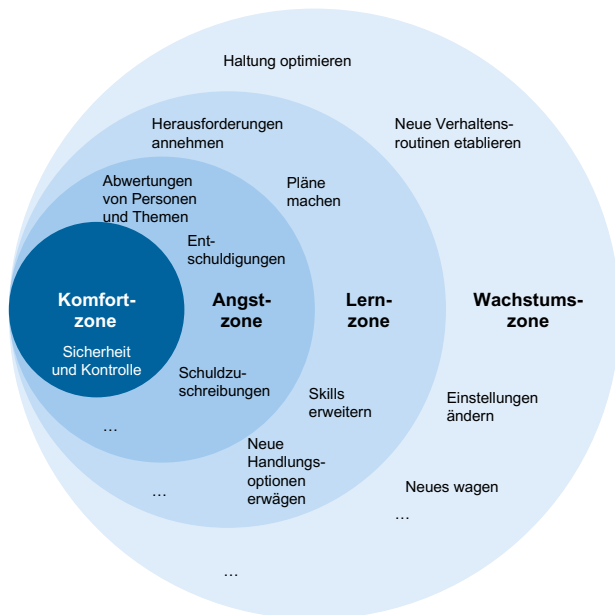 Haltung optimieren
Herausforderungen
annehmen
Neue Verhaltens-
routinen etablieren
Abwertungen
von Personen
und Themen
Pläne
machen
Ent-
schuldigungen
Komfort-
zone
Angst-
zone
Lern-
zone
Wachstums-
zone
Sicherheit
und Kontrolle
Schuldzu-
schreibungen
Skills
erweitern
Einstellungen
ändern
…
Neue
Handlungs-
optionen
erwägen
…
Neues wagen
…
…